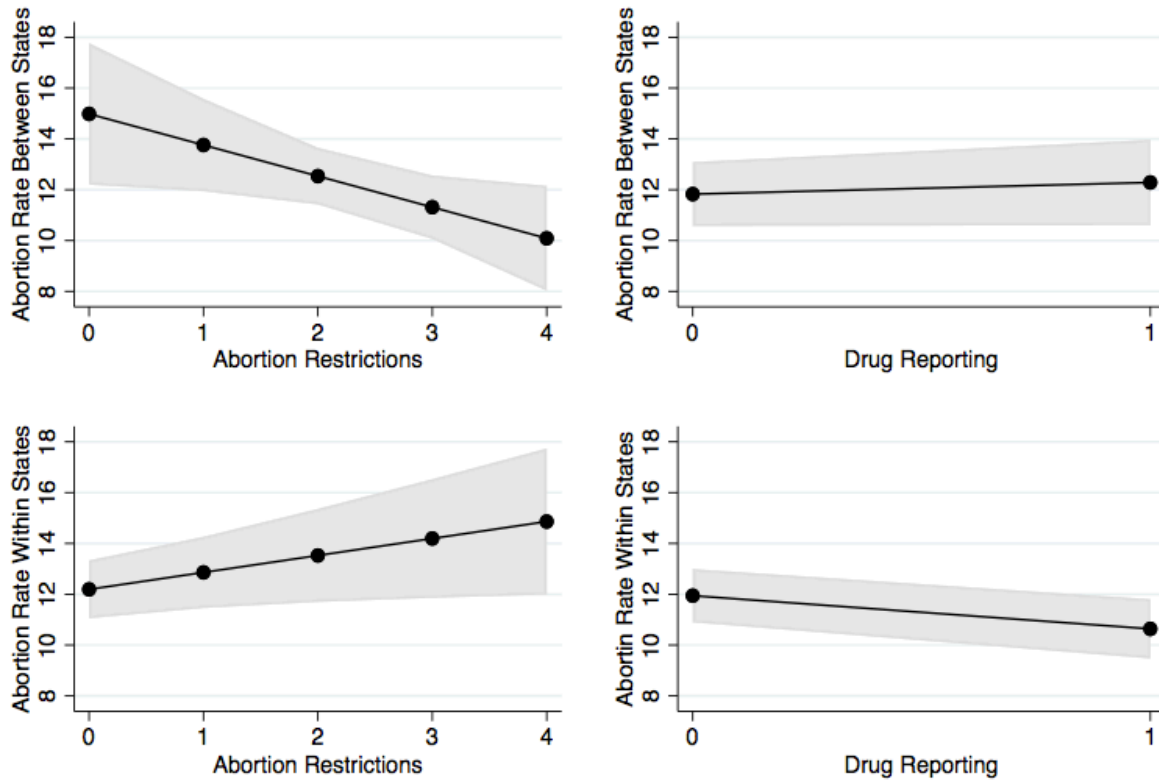 Abortion Rate Between States
18
16
14
12
10
8
0 1 2 3 4
Abortion Restrictions
Abortion Rate Between States
18
16
14
12
10
8
0 1
Drug Reporting
Abortion Rate Within States
18
16
14
12
10
8
0 1 2 3 4
Abortion Restrictions
Abortin Rate Within States
18
16
14
12
10
8
0 1
Drug Reporting